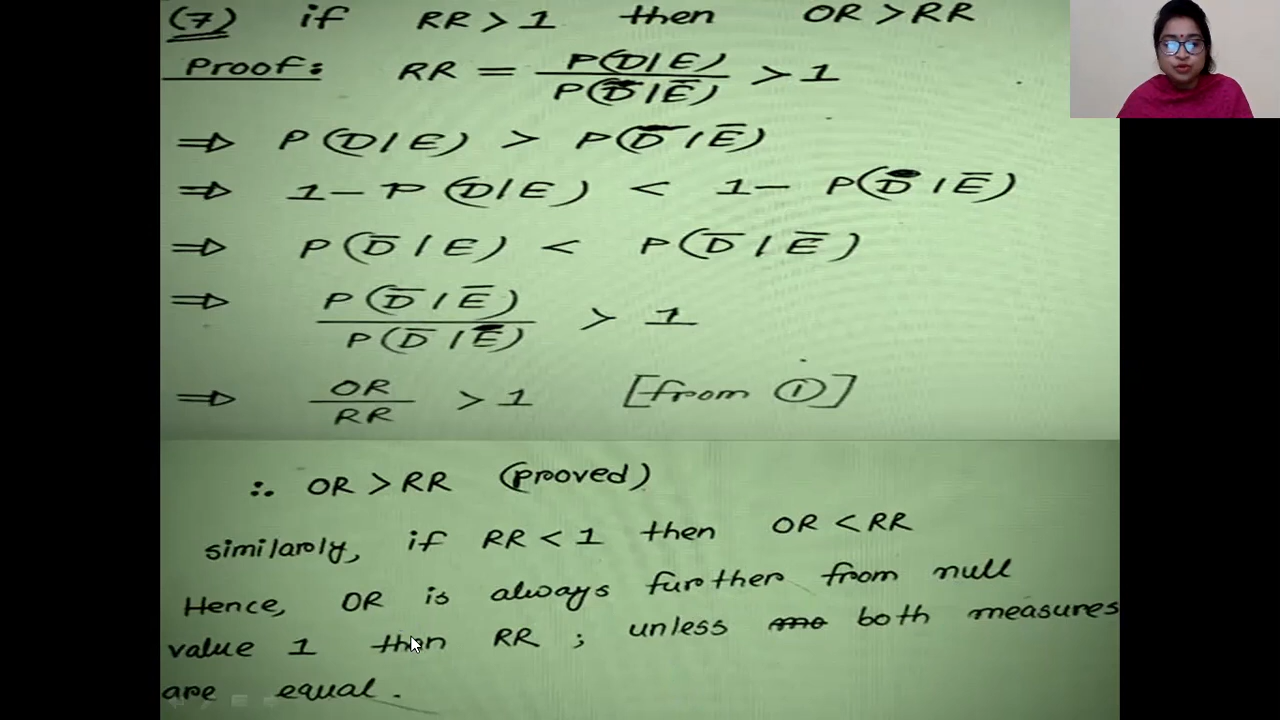 (7) if RR > 1 then OR > RR
Proof: RR = P(D/E) / P(D/E̅) > 1
⇒ P(D/E) > P(D/E̅)
⇒ 1 - P(D/E) < 1 - P(D/E̅)
⇒ P(D̅/E) < P(D̅/E̅)
⇒ P(D̅/E̅) / P(D̅/E) > 1
⇒ OR / RR > 1 [from ①]
∴ OR > RR (proved)
similarly, if RR < 1 then OR < RR
Hence, OR is always further from null
value 1 than RR ; unless both measures
are equal.